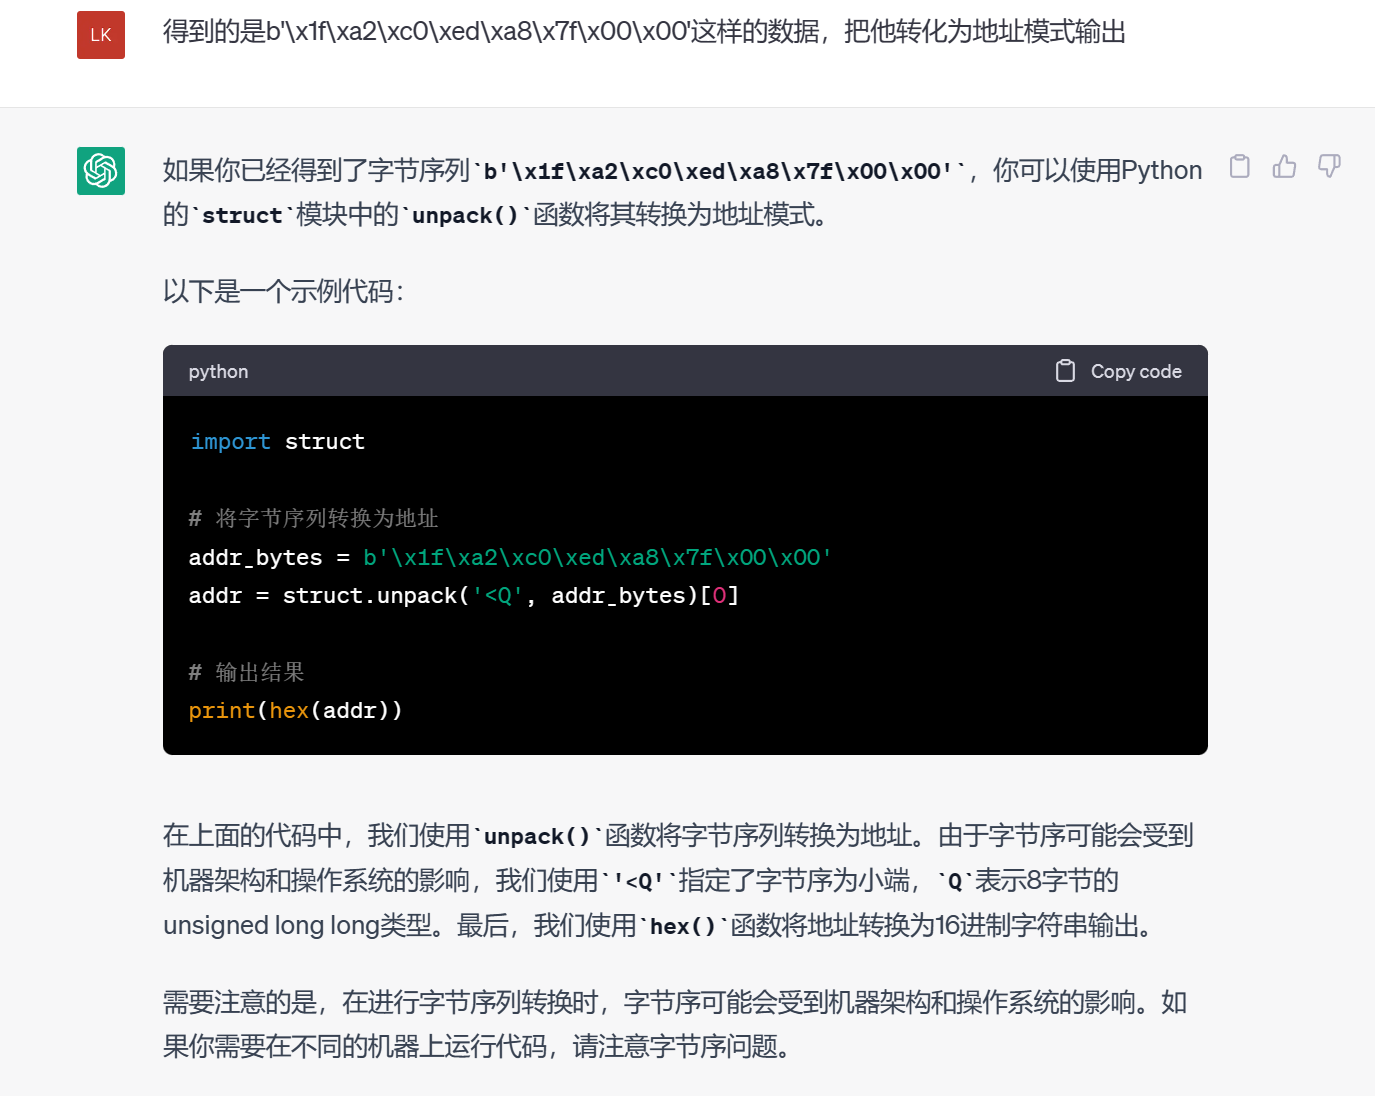 LK
得到的是b'\x1f\xa2\xc0\xed\xa8\x7f\x00\x00'这样的数据，把他转化为地址模式输出
如果你已经得到了字节序列`b'\x1f\xa2\xc0\xed\xa8\x7f\x00\x00'`，你可以使用Python
的`struct`模块中的`unpack()`函数将其转换为地址模式。
以下是一个示例代码：
python
Copy code
import struct
# 将字节序列转换为地址
addr_bytes = b'\x1f\xa2\xc0\xed\xa8\x7f\x00\x00'
addr = struct.unpack('<Q', addr_bytes)[0]
# 输出结果
print(hex(addr))
在上面的代码中，我们使用`unpack()`函数将字节序列转换为地址。由于字节序可能会受到
机器架构和操作系统的影响，我们使用`'<Q'`指定了字节序为小端，`Q`表示8字节的
unsigned long long类型。最后，我们使用`hex()`函数将地址转换为16进制字符串输出。
需要注意的是，在进行字节序列转换时，字节序可能会受到机器架构和操作系统的影响。如
果你需要在不同的机器上运行代码，请注意字节序问题。